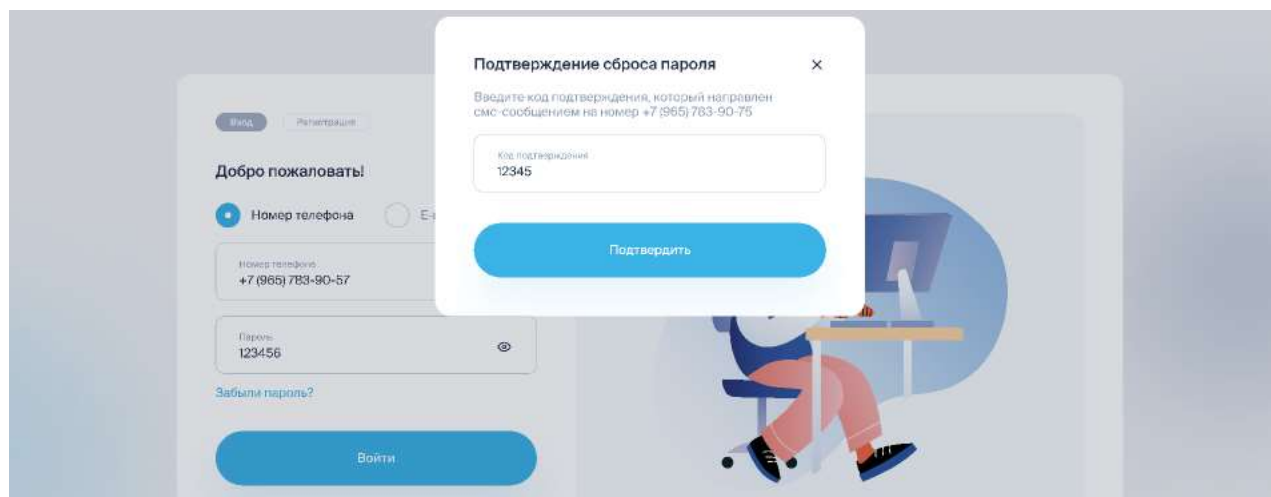 Подтверждение сброса пароля
Введите код подтверждения, который направлен
смс-сообщением на номер +7 (965) 783-90-75
Код подтверждения
12345
Подтвердить
Вход
Регистрация
Добро пожаловать!
Номер телефона
E-
Номер телефона
+7 (965) 783-90-57
Пароль
123456
Забыли пароль?
Войти